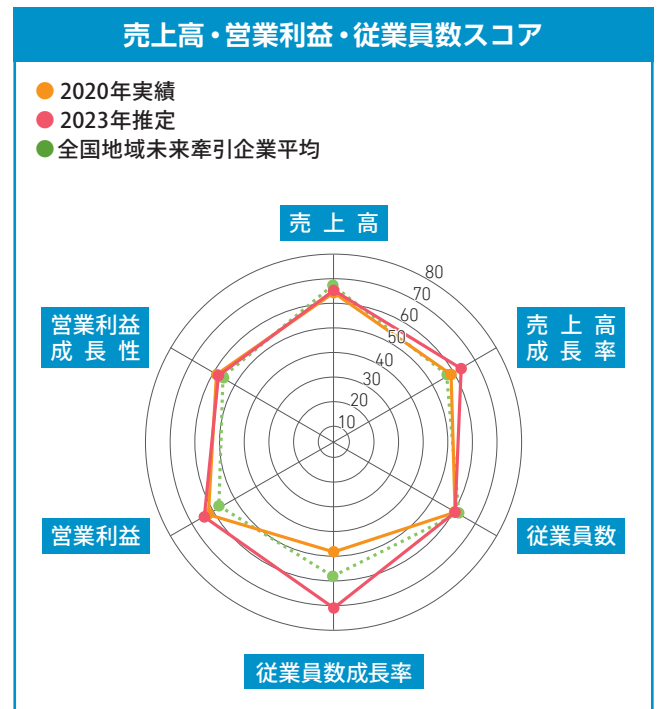 売上高・営業利益・従業員数スコア
2020年実績
2023年推定
全国地域未来牽引企業平均
売上高
80
70
60
50
40
30
20
10
売上高
成長率
従業員数
従業員数成長率
営業利益
営業利益
成長性